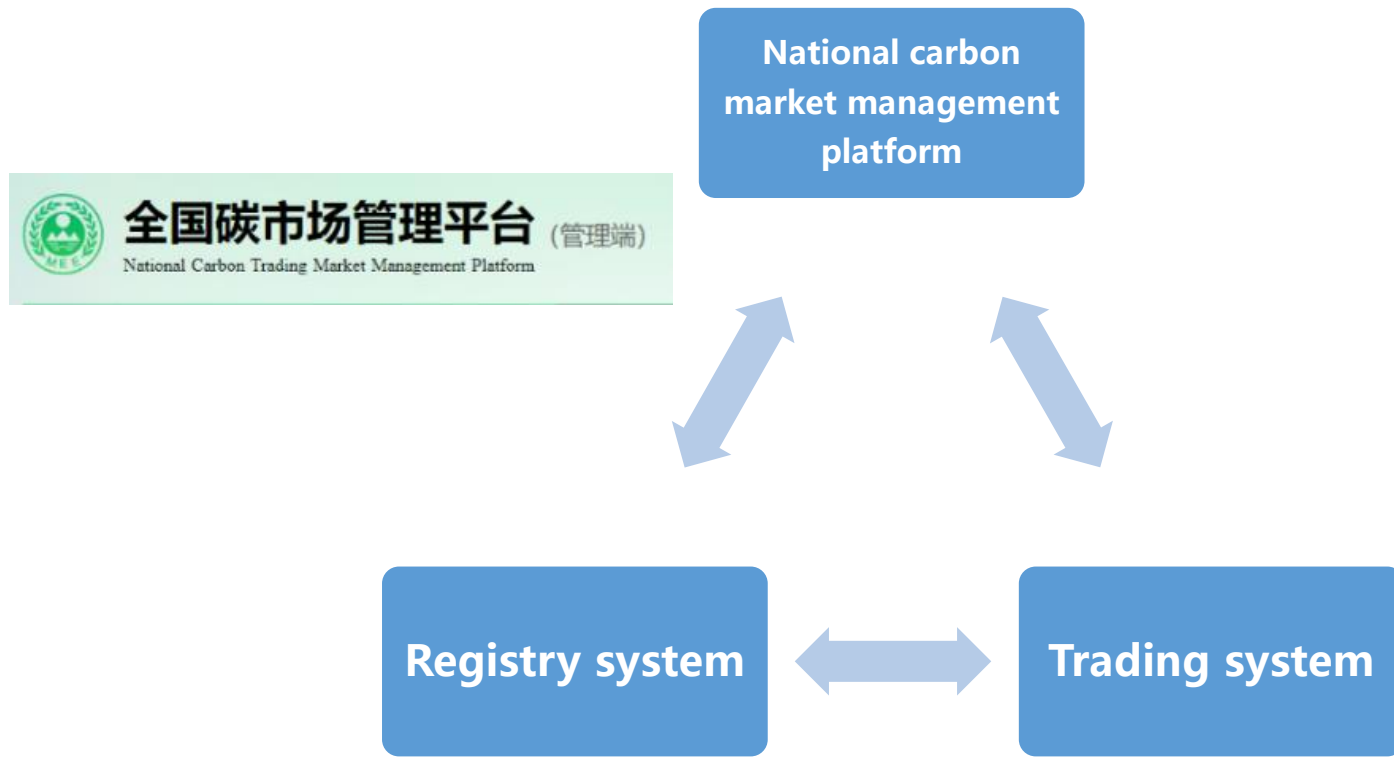 National carbon
market management
platform
全国碳市场管理平台 (管理端)
National Carbon Trading Market Management Platform
MEE
Registry system
Trading system